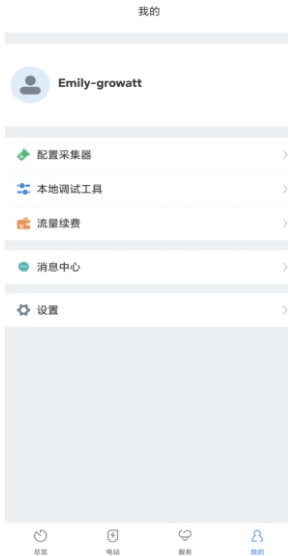 我的
Emily-growatt
配置采集器
本地调试工具
流量续费
消息中心
设置
总览
电站
服务
我的